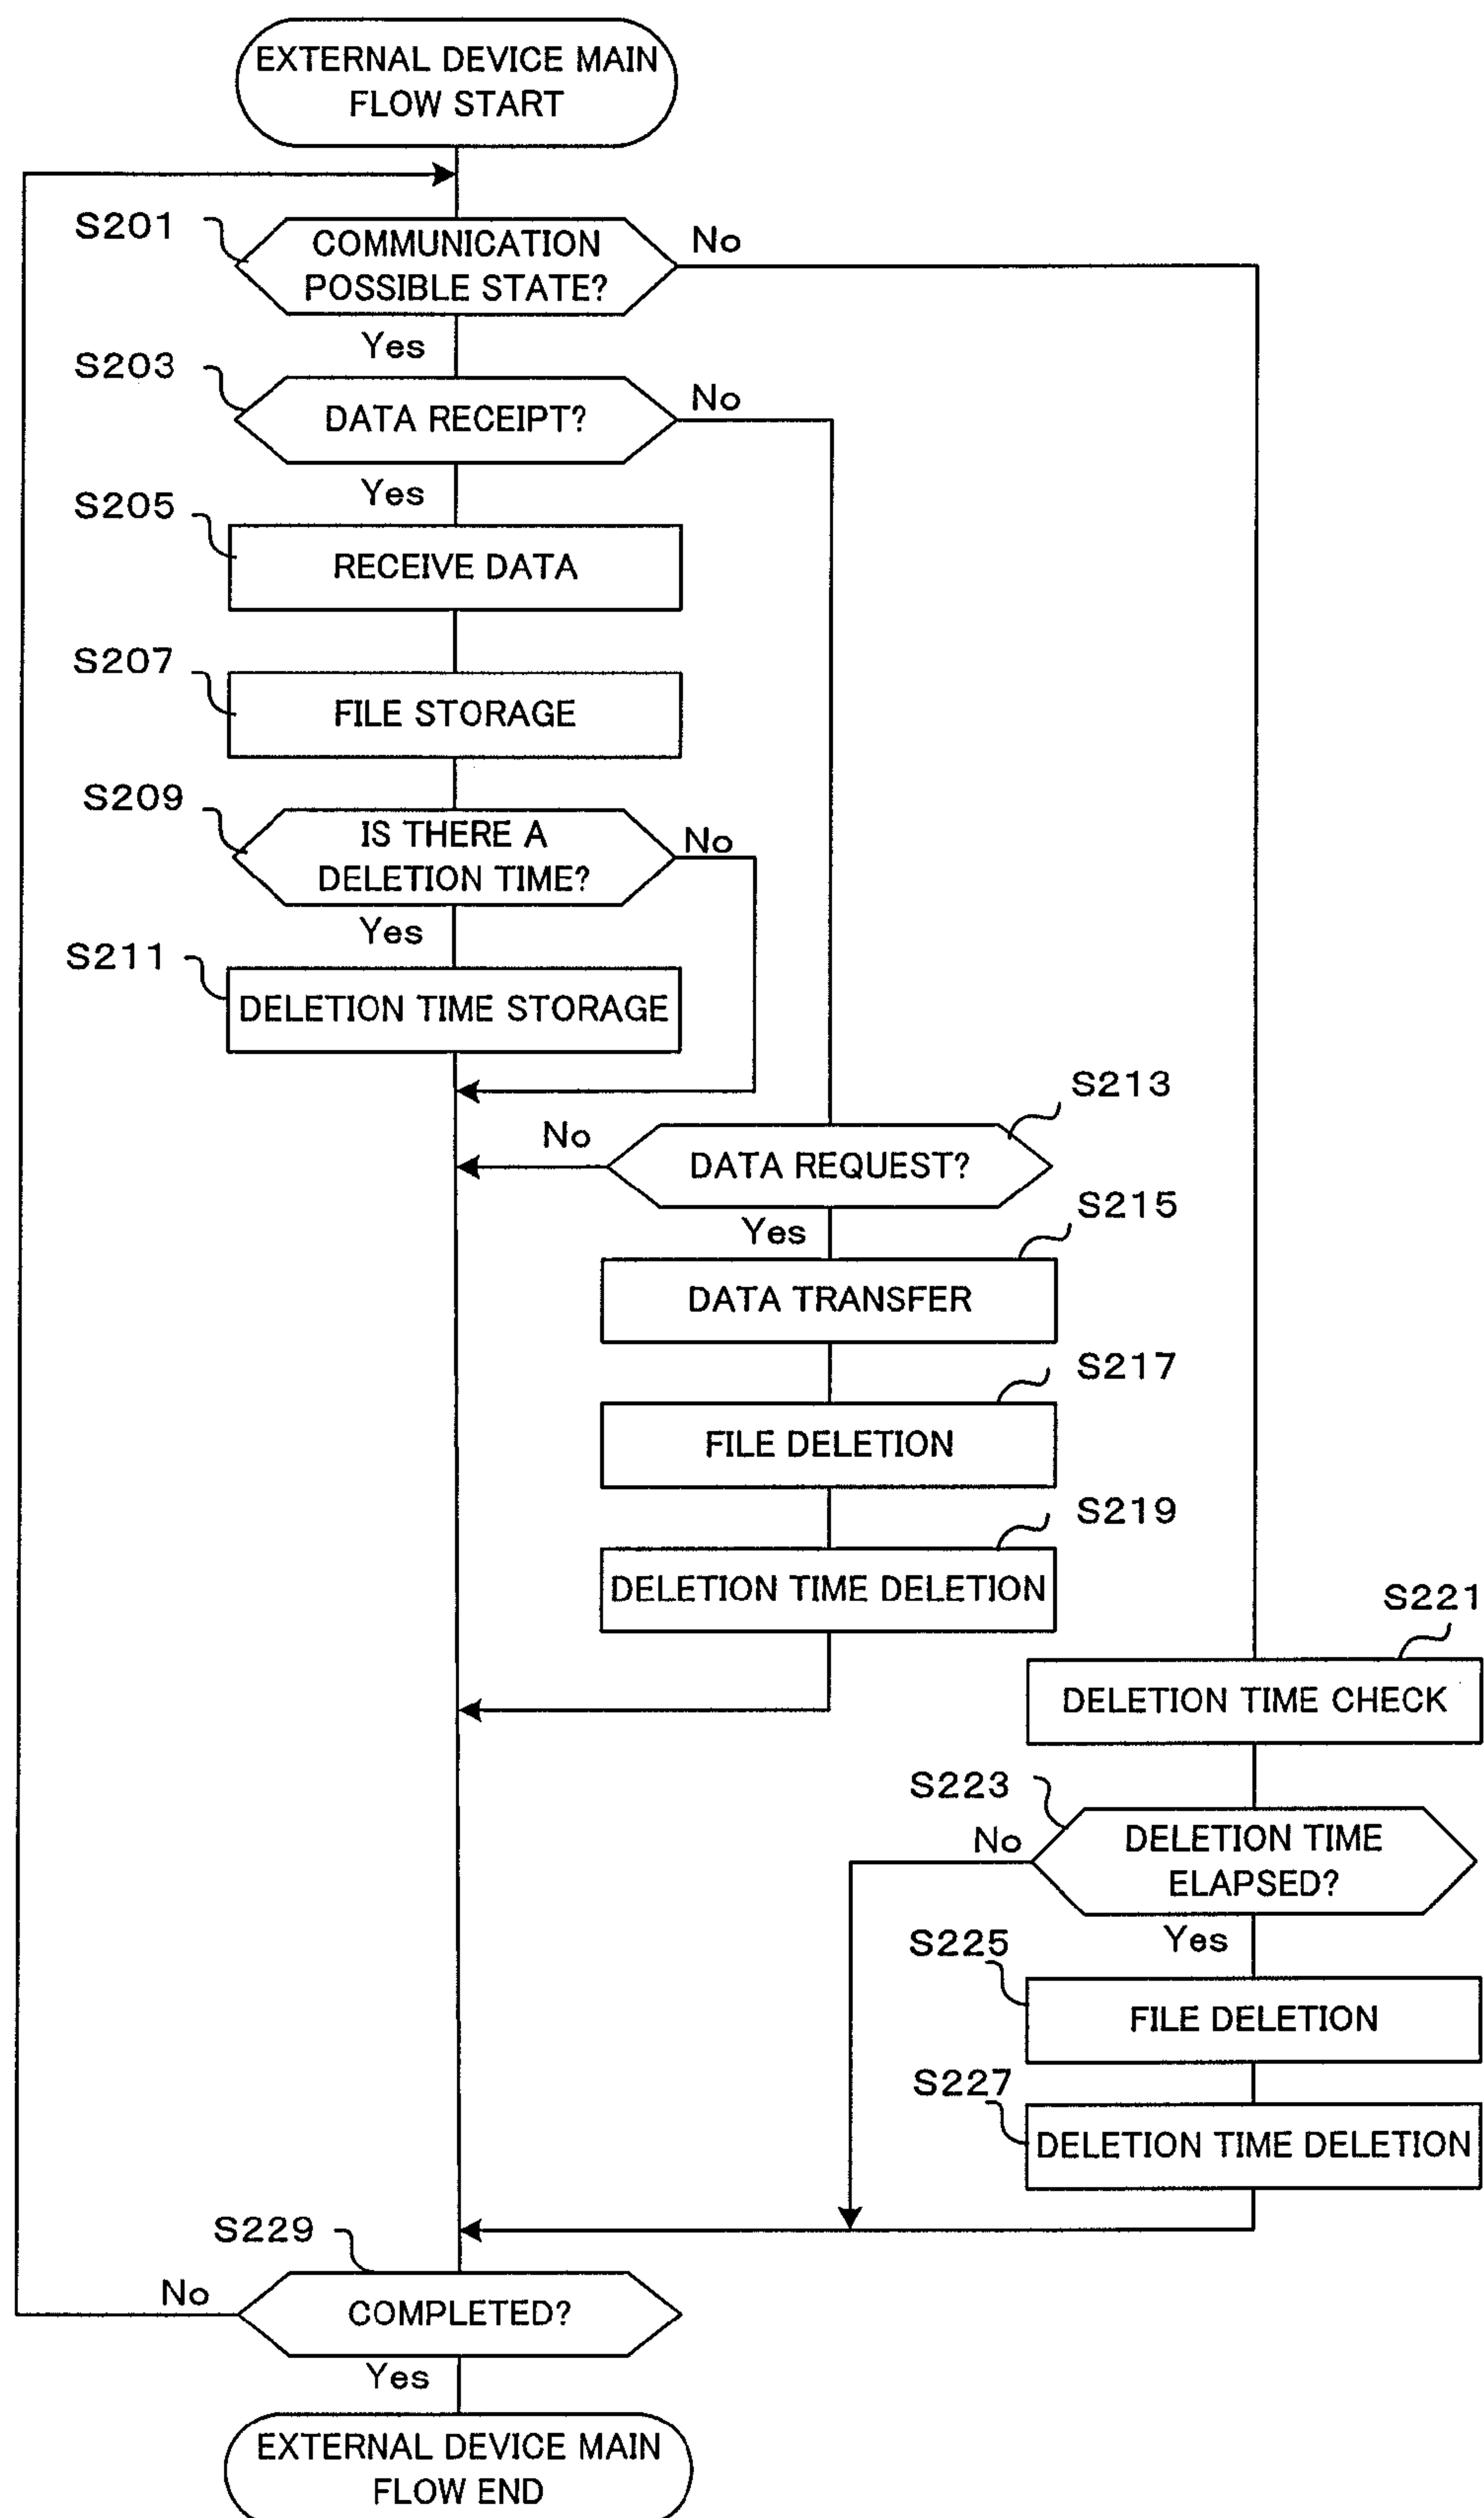 EXTERNAL DEVICE MAIN
FLOW START
S201
COMMUNICATION
POSSIBLE STATE?
No
Yes
S203
DATA RECEIPT?
No
Yes
S205
RECEIVE DATA
S207
FILE STORAGE
S209
IS THERE A
DELETION TIME?
No
Yes
S211
DELETION TIME STORAGE
S213
No
DATA REQUEST?
Yes
S215
DATA TRANSFER
S217
FILE DELETION
S219
DELETION TIME DELETION
S221
DELETION TIME CHECK
S223
No
DELETION TIME
ELAPSED?
Yes
S225
FILE DELETION
S227
DELETION TIME DELETION
S229
No
COMPLETED?
Yes
EXTERNAL DEVICE MAIN
FLOW END